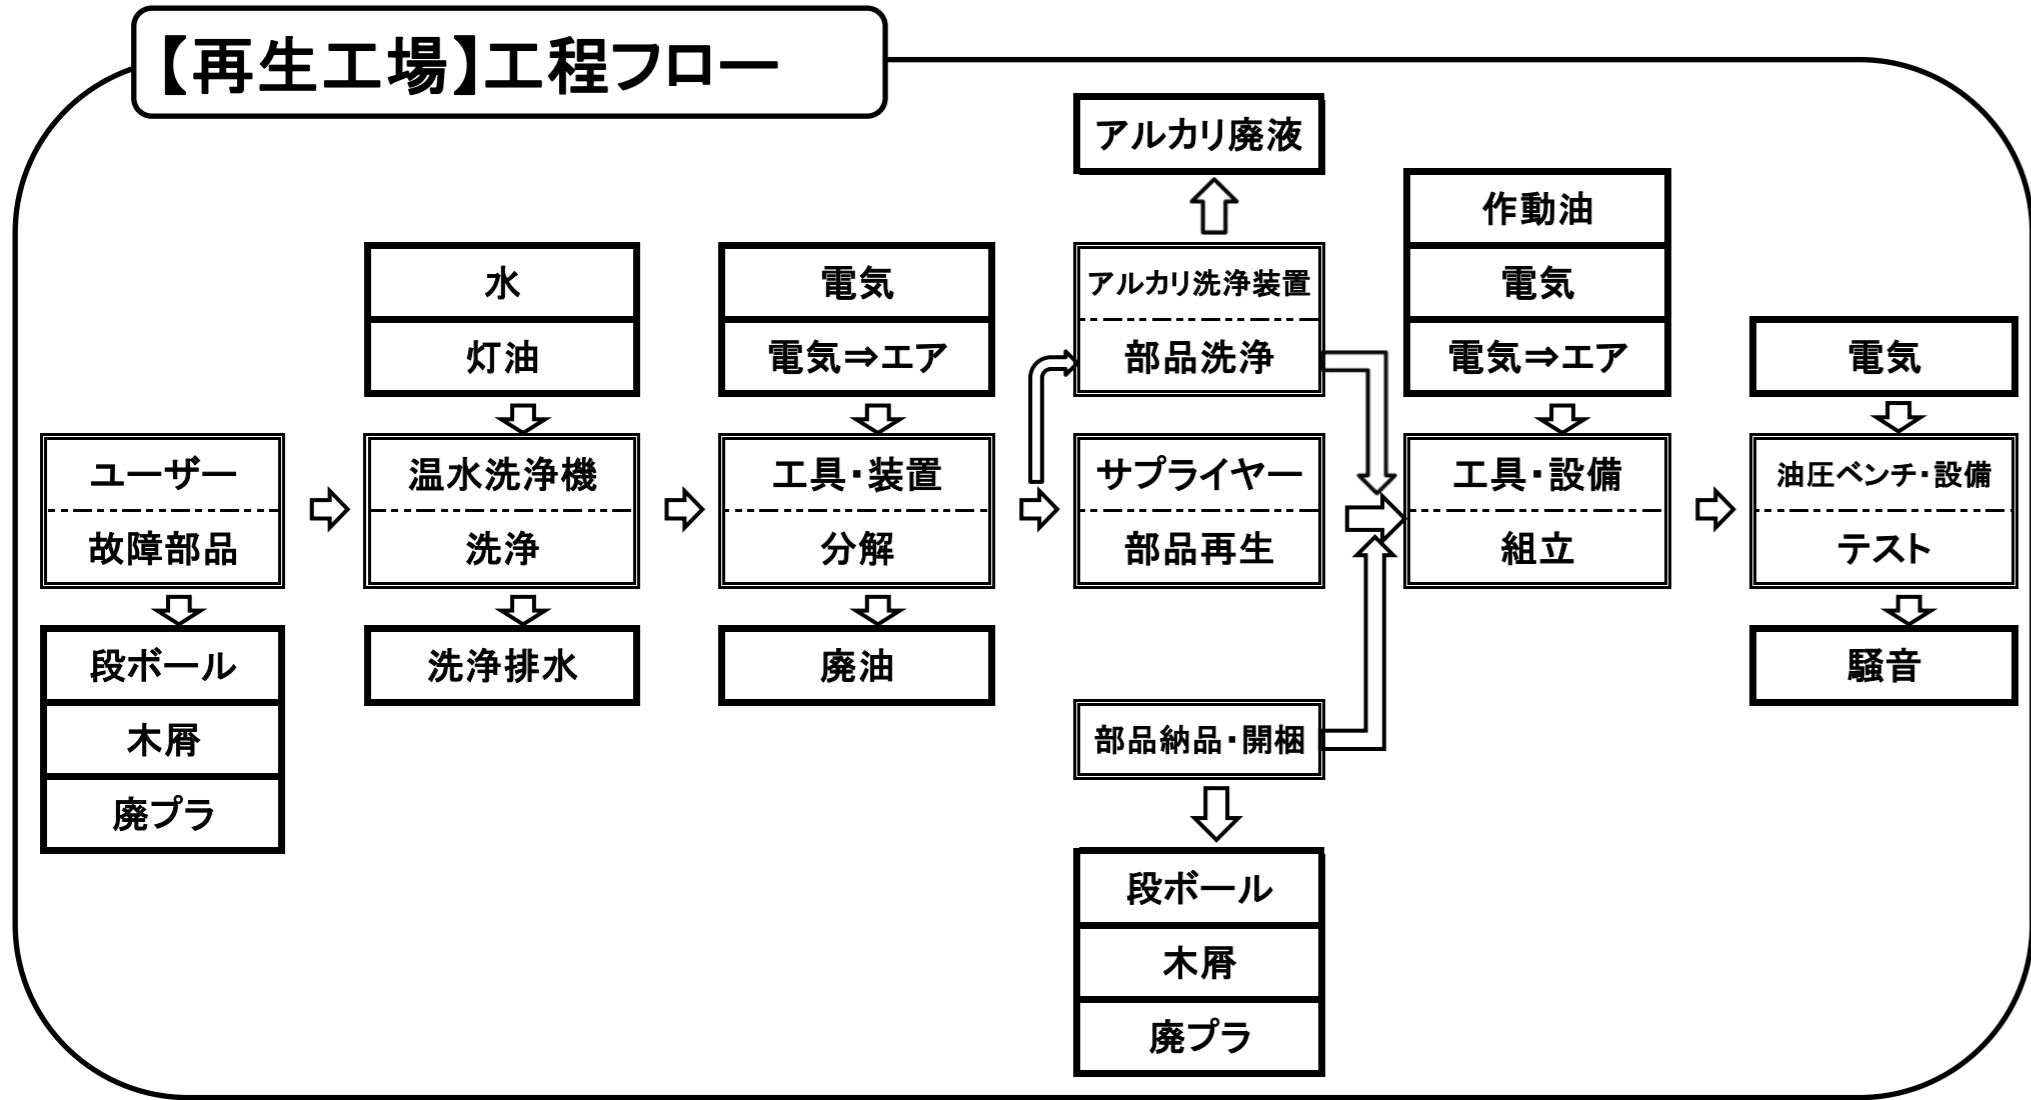 【再生工場】工程フロー
ユーザー
故障部品
段ボール
木屑
廃プラ
水
灯油
温水洗浄機
洗浄
洗浄排水
電気
電気⇒エア
工具・装置
分解
廃油
アルカリ廃液
アルカリ洗浄装置
部品洗浄
サプライヤー
部品再生
部品納品・開梱
段ボール
木屑
廃プラ
作動油
電気
電気⇒エア
工具・設備
組立
電気
油圧ベンチ・設備
テスト
騒音